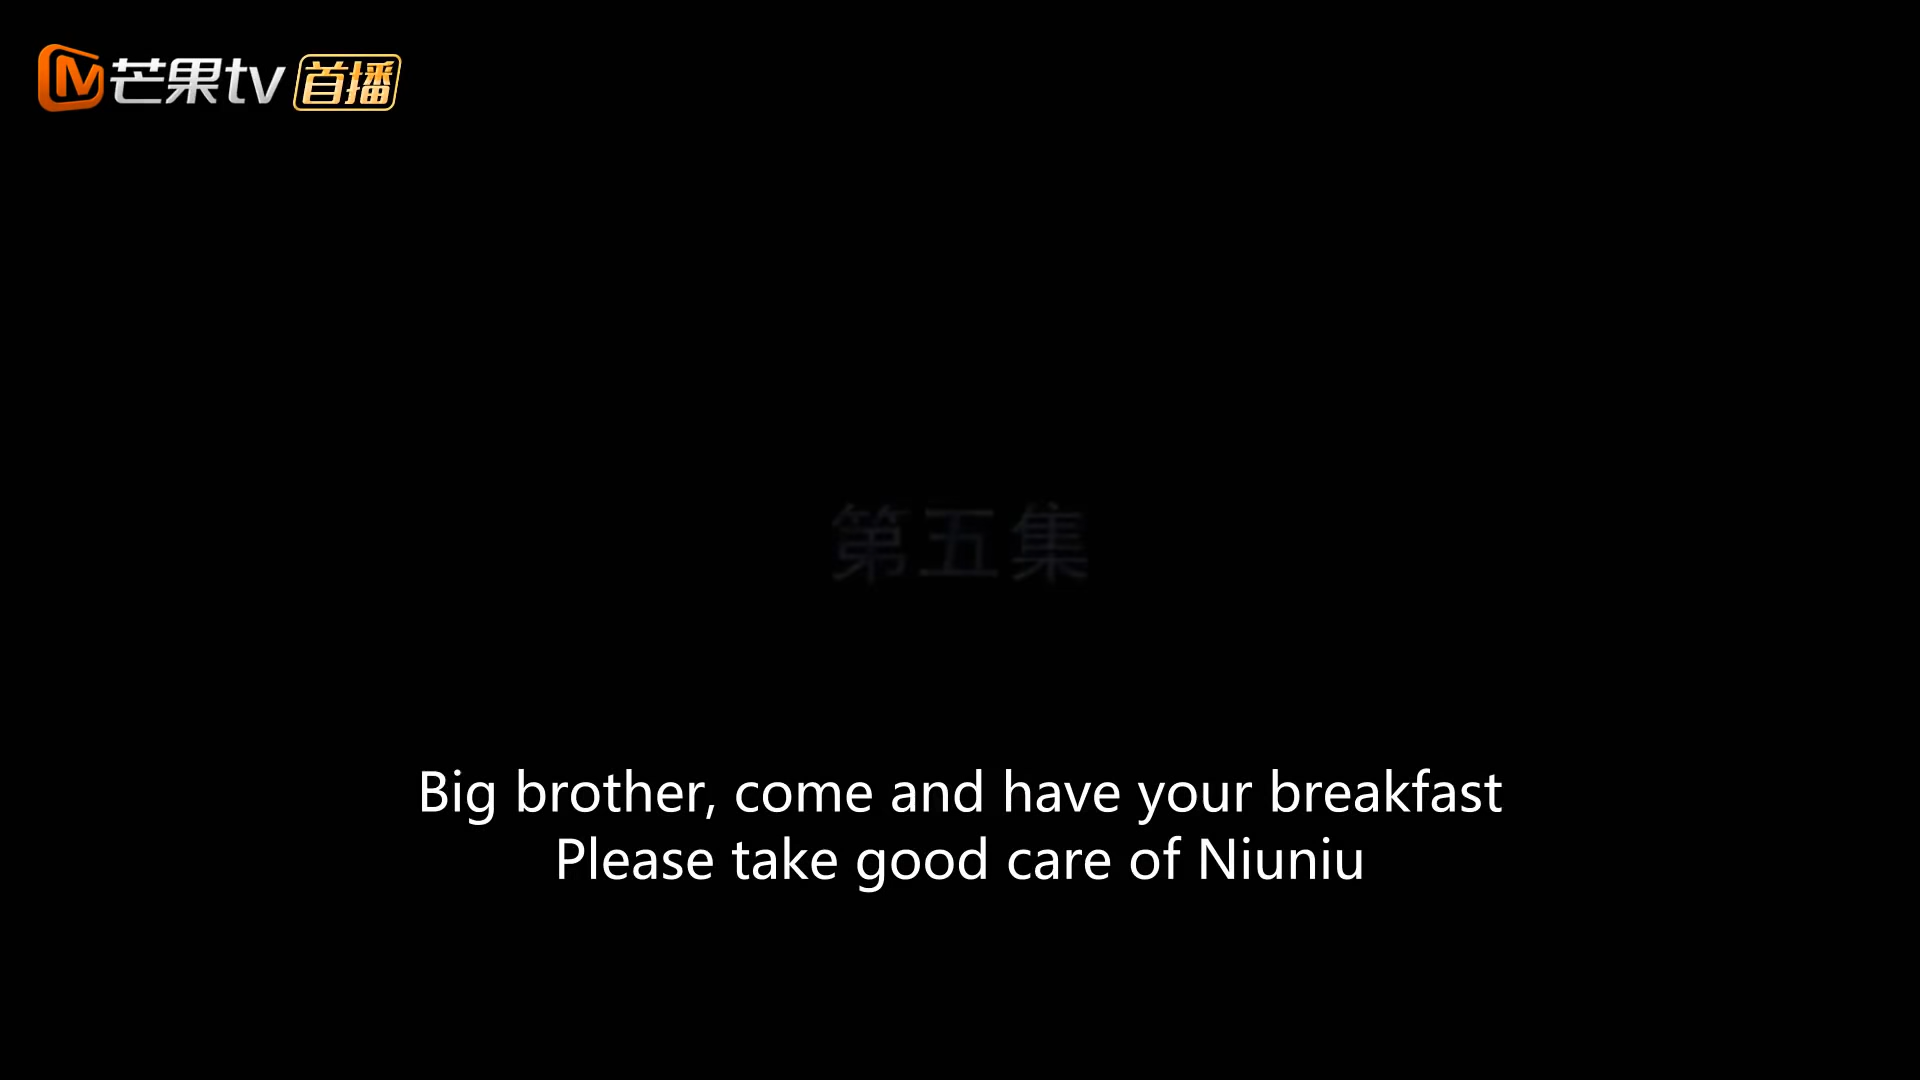 芒果tv 首播
第五集
Big brother, come and have your breakfast
Please take good care of Niuniu